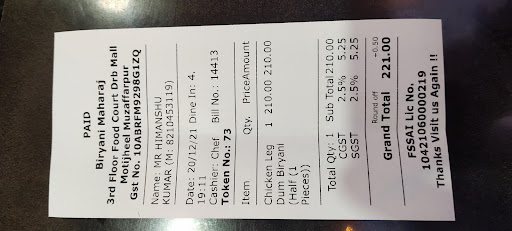 PAID
Biryani Maharaj
3rd Floor Food Court Drb Mall
Motijheel Muzaffarpur
Gst No. 10ABRFM9298G1ZQ
Name: MR HIMANSHU
KUMAR (M: 8210453119)
Date: 20/12/21 Dine In: 4.
19:11
Cashier: Chef Bill No.: 14413
Token No.: 73
Item Qty. PriceAmount
Chicken Leg 1 210.00 210.00
Dum Biryani
(Half (1
Pieces))
Total Qty: 1 Sub Total 210.00
CGST 2.5% 5.25
SGST 2.5% 5.25
Round off -0.50
Grand Total 221.00
FSSAI Lic No.
10421060000219
Thanks Visit us Again !!